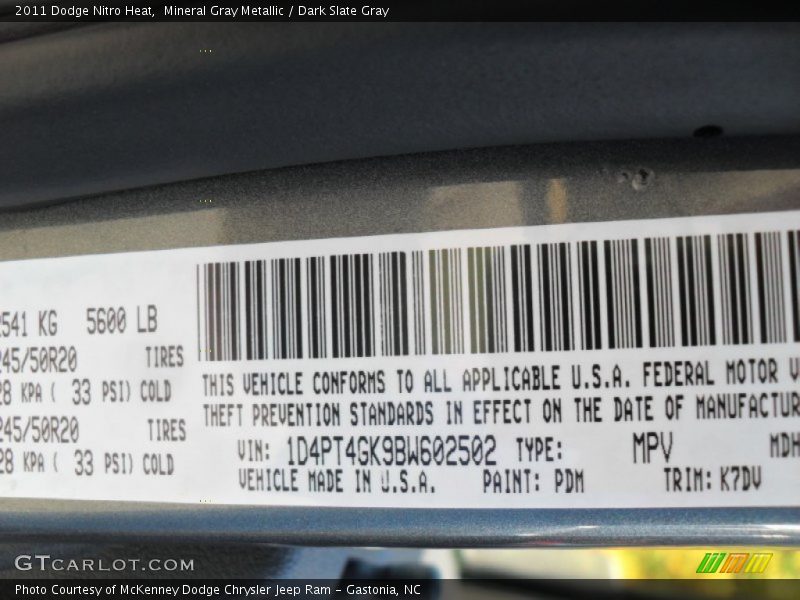 2011 Dodge Nitro Heat, Mineral Gray Metallic / Dark Slate Gray
2541 KG 5600 LB
245/50R20 TIRES
28 KPA ( 33 PSI) COLD
245/50R20 TIRES
28 KPA ( 33 PSI) COLD
THIS VEHICLE CONFORMS TO ALL APPLICABLE U.S.A. FEDERAL MOTOR V
THEFT PREVENTION STANDARDS IN EFFECT ON THE DATE OF MANUFACTUR
VIN: 1D4PT4GK9BW602502 TYPE: MPV MDH
VEHICLE MADE IN U.S.A. PAINT: PDM TRIM: K7DV
GTCARLOT.COM
Photo Courtesy of McKenney Dodge Chrysler Jeep Ram - Gastonia, NC